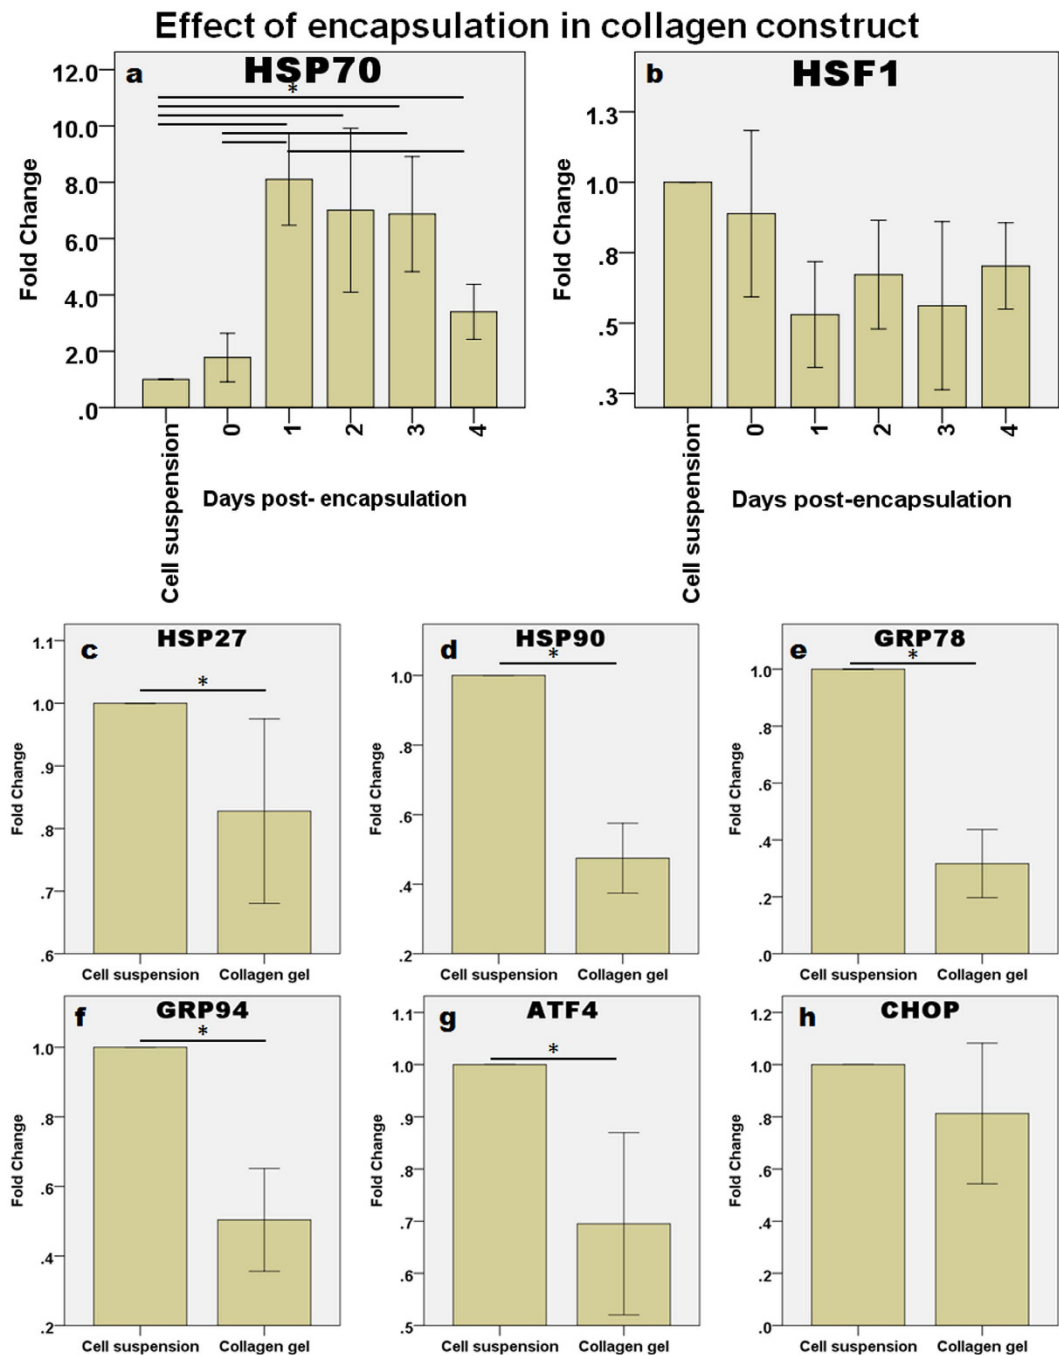 Effect of encapsulation in collagen construct
a
HSP70
*
Fold Change
12.0
10.0
8.0
6.0
4.0
2.0
.0
Cell suspension
0
1
2
3
4
Days post- encapsulation
b
HSF1
Fold Change
1.3
1.0
.8
.5
.3
Cell suspension
0
1
2
3
4
Days post-encapsulation
c
HSP27
*
Fold Change
1.1
1.0
.9
.8
.7
.6
Cell suspension
Collagen gel
d
HSP90
*
Fold Change
1.0
.8
.6
.4
.2
Cell suspension
Collagen gel
e
GRP78
*
Fold Change
1.0
.8
.6
.4
.2
.0
Cell suspension
Collagen gel
f
GRP94
*
Fold Change
1.0
.8
.6
.4
.2
Cell suspension
Collagen gel
g
ATF4
*
Fold Change
1.1
1.0
.9
.8
.7
.6
.5
Cell suspension
Collagen gel
h
CHOP
Fold Change
1.2
1.0
.8
.6
.4
.2
.0
Cell suspension
Collagen gel